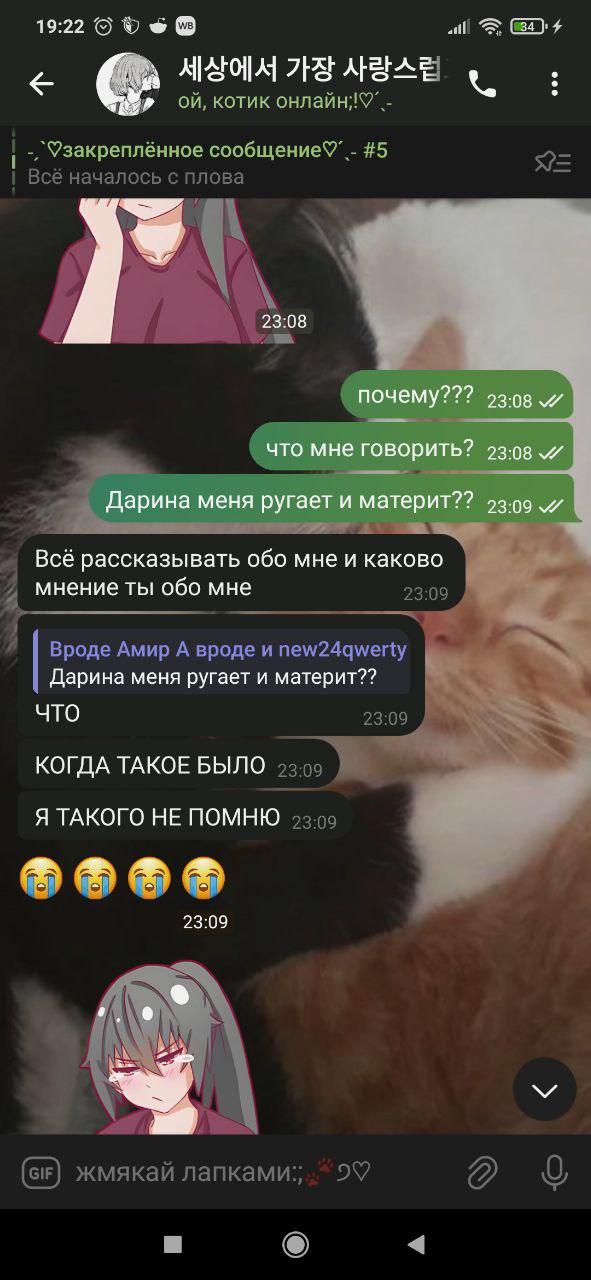 19:22 WB 34
세상에서 가장 사랑스럽
ой, котик онлайн;!♡´ˎ-
-ˏ`♡закреплённое сообщение♡´ˎ- #5
Всё началось с плова
23:08
почему??? 23:08
что мне говорить? 23:08
Дарина меня ругает и материт?? 23:09
Всё рассказывать обо мне и каково
мнение ты обо мне 23:09
Вроде Амир А вроде и new24qwerty
Дарина меня ругает и материт??
ЧТО 23:09
КОГДА ТАКОЕ БЫЛО 23:09
Я ТАКОГО НЕ ПОМНЮ 23:09
😭😭😭😭
23:09
GIF жмякай лапками:;🐾੭♡